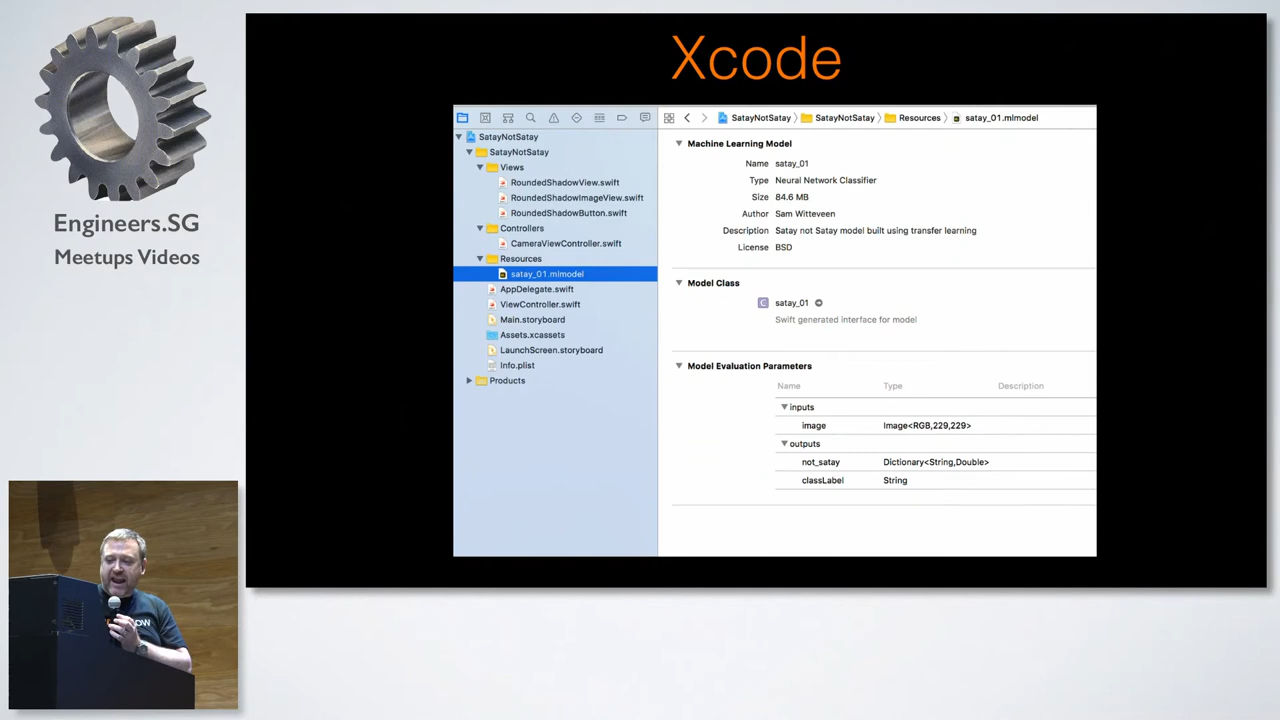 Engineers.SG
Meetups Videos
Xcode
SatayNotSatay
SatayNotSatay
Views
RoundedShadowView.swift
RoundedShadowImageView.swift
RoundedShadowButton.swift
Controllers
CameraViewController.swift
Resources
satay_01.mlmodel
AppDelegate.swift
ViewController.swift
Main.storyboard
Assets.xcassets
LaunchScreen.storyboard
Info.plist
Products
SatayNotSatay SatayNotSatay Resources satay_01.mlmodel
Machine Learning Model
Name satay_01
Type Neural Network Classifier
Size 84.6 MB
Author Sam Witteveen
Description Satay not Satay model built using transfer learning
License BSD
Model Class
C satay_01
Swift generated interface for model
Model Evaluation Parameters
Name Type Description
inputs
image Image<RGB,229,229>
outputs
not_satay Dictionary<String,Double>
classLabel String